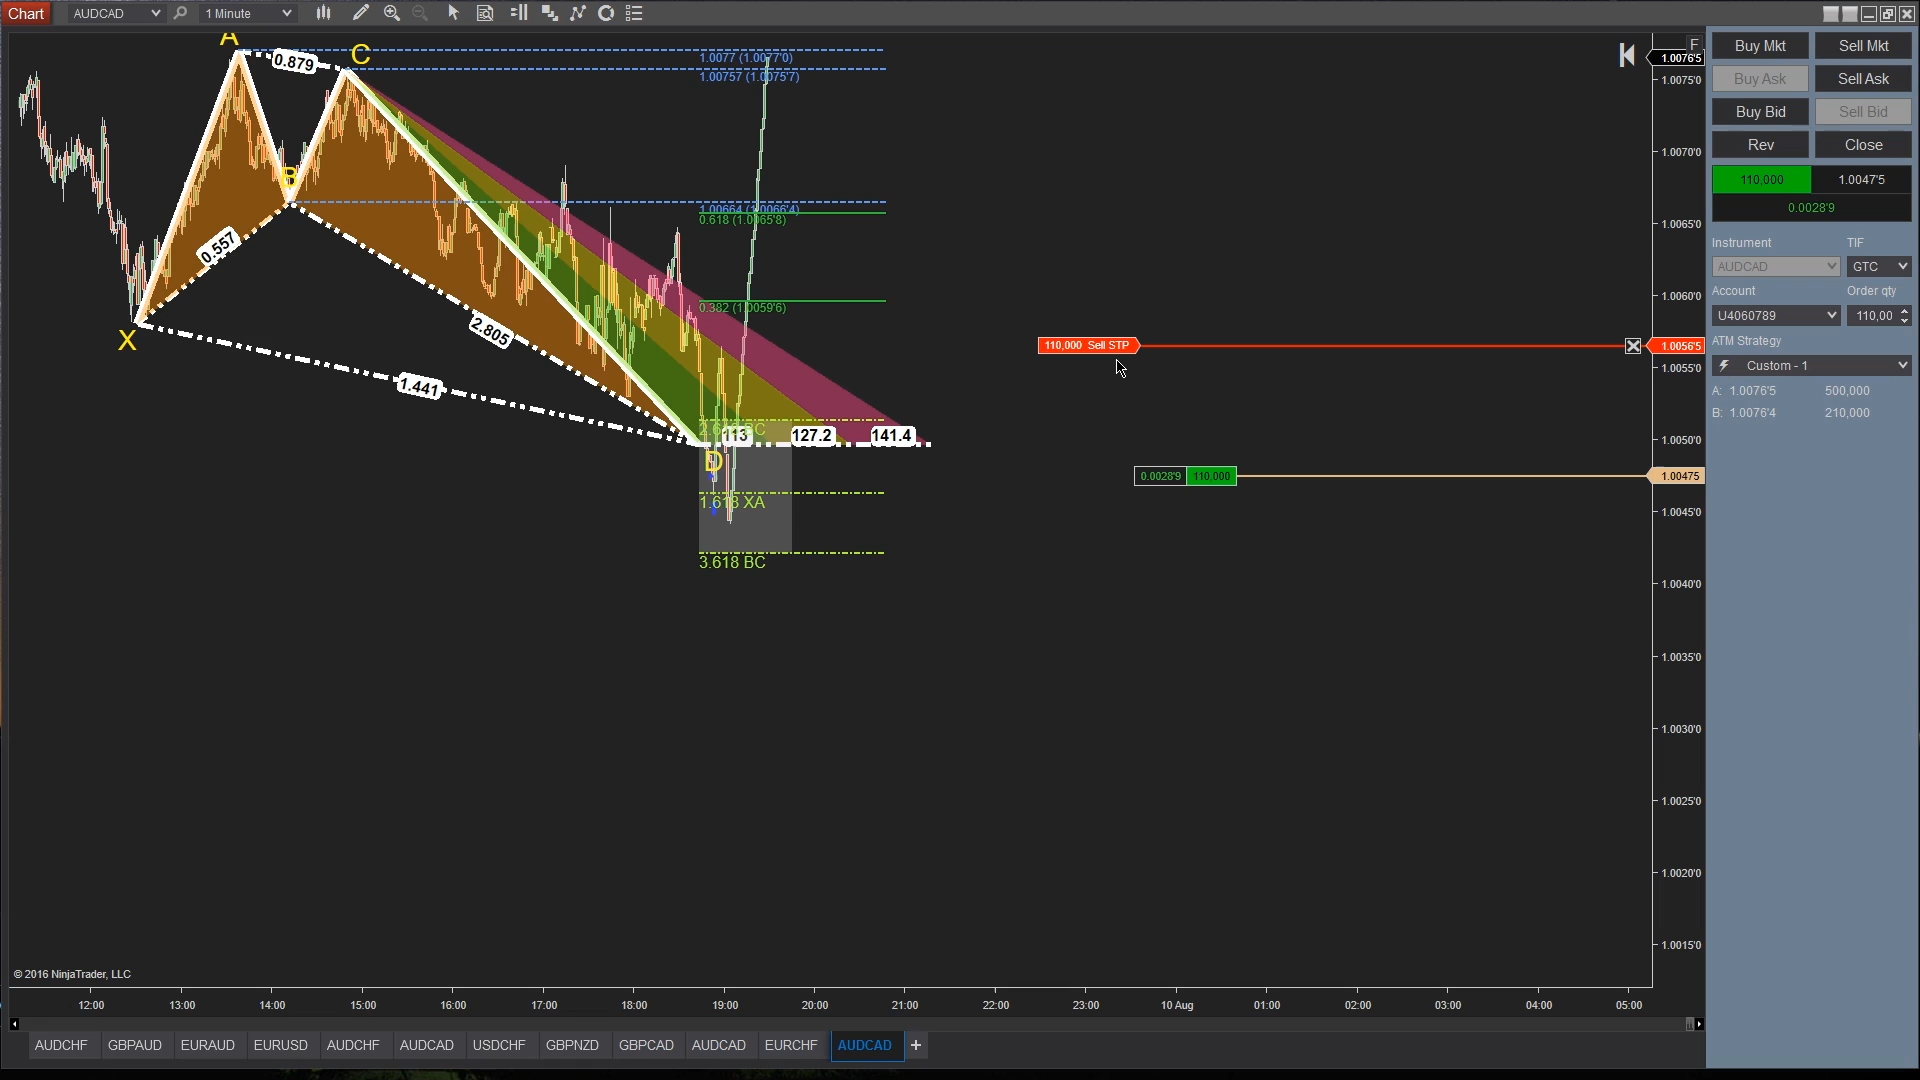 Chart AUDCAD 1 Minute
F
A
C
0.879
B
X
0.557
2.805
1.441
D
113 127.2 141.4
1.0077 (1.0077'0)
1.00757 (1.0075'7)
1.00664 (1.0066'4)
0.618 (1.0065'8)
0.382 (1.0059'6)
1.618 XA
3.618 BC
110,000 Sell STP
0.0028'9 110,000
1.0076'5
1.0075'0
1.0070'0
1.0065'0
1.0060'0
1.0056'5
1.0055'0
1.0050'0
1.00475
1.0045'0
1.0040'0
1.0035'0
1.0030'0
1.0025'0
1.0020'0
1.0015'0
Buy Mkt Sell Mkt
Buy Ask Sell Ask
Buy Bid Sell Bid
Rev Close
110,000 1.0047'5
0.0028'9
Instrument TIF
AUDCAD GTC
Account Order qty
U4060789 110,00
ATM Strategy
Custom - 1
A: 1.0076'5 500,000
B: 1.0076'4 210,000
© 2016 NinjaTrader, LLC
12:00 13:00 14:00 15:00 16:00 17:00 18:00 19:00 20:00 21:00 22:00 23:00 10 Aug 01:00 02:00 03:00 04:00 05:00
AUDCHF GBPAUD EURAUD EURUSD AUDCHF AUDCAD USDCHF GBPNZD GBPCAD AUDCAD EURCHF AUDCAD +